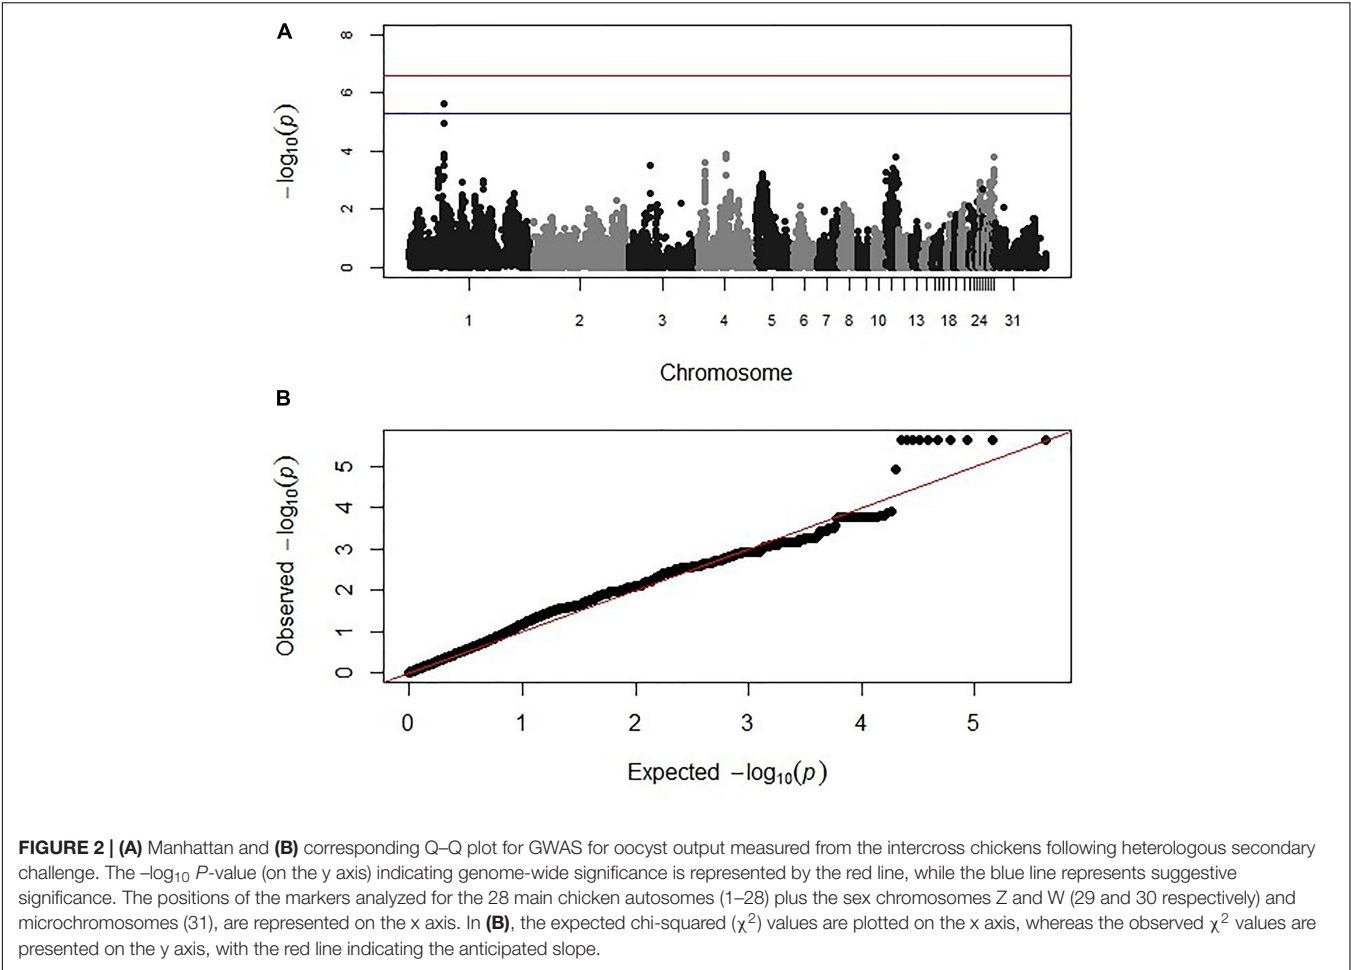 A
8
6
4
2
0
−log₁₀(p)
1 2 3 4 5 6 7 8 10 13 18 24 31
Chromosome
B
5
4
3
2
1
0
Observed −log₁₀(p)
0 1 2 3 4 5
Expected −log₁₀(p)
FIGURE 2 | (A) Manhattan and (B) corresponding Q–Q plot for GWAS for oocyst output measured from the intercross chickens following heterologous secondary
challenge. The –log₁₀ P-value (on the y axis) indicating genome-wide significance is represented by the red line, while the blue line represents suggestive
significance. The positions of the markers analyzed for the 28 main chicken autosomes (1–28) plus the sex chromosomes Z and W (29 and 30 respectively) and
microchromosomes (31), are represented on the x axis. In (B), the expected chi-squared (χ²) values are plotted on the x axis, whereas the observed χ² values are
presented on the y axis, with the red line indicating the anticipated slope.